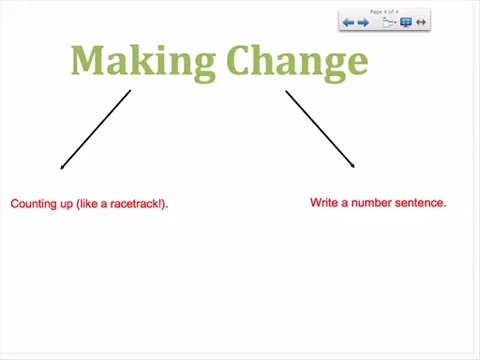 Page 4 of 4
Making Change
Counting up (like a racetrack!).
Write a number sentence.